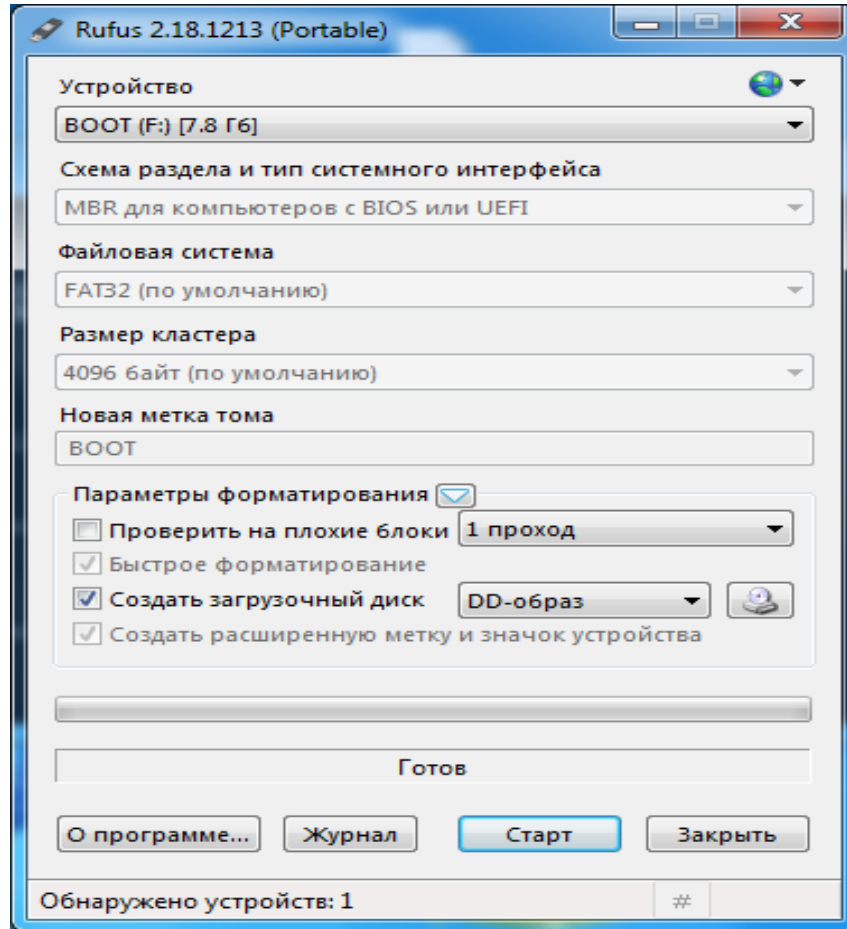 Rufus 2.18.1213 (Portable)
Устройство
BOOT (F:) [7.8 Гб]
Схема раздела и тип системного интерфейса
MBR для компьютеров с BIOS или UEFI
Файловая система
FAT32 (по умолчанию)
Размер кластера
4096 байт (по умолчанию)
Новая метка тома
BOOT
Параметры форматирования
Проверить на плохие блоки 1 проход
Быстрое форматирование
Создать загрузочный диск DD-образ
Создать расширенную метку и значок устройства
Готов
О программе... Журнал Старт Закрыть
Обнаружено устройств: 1 #